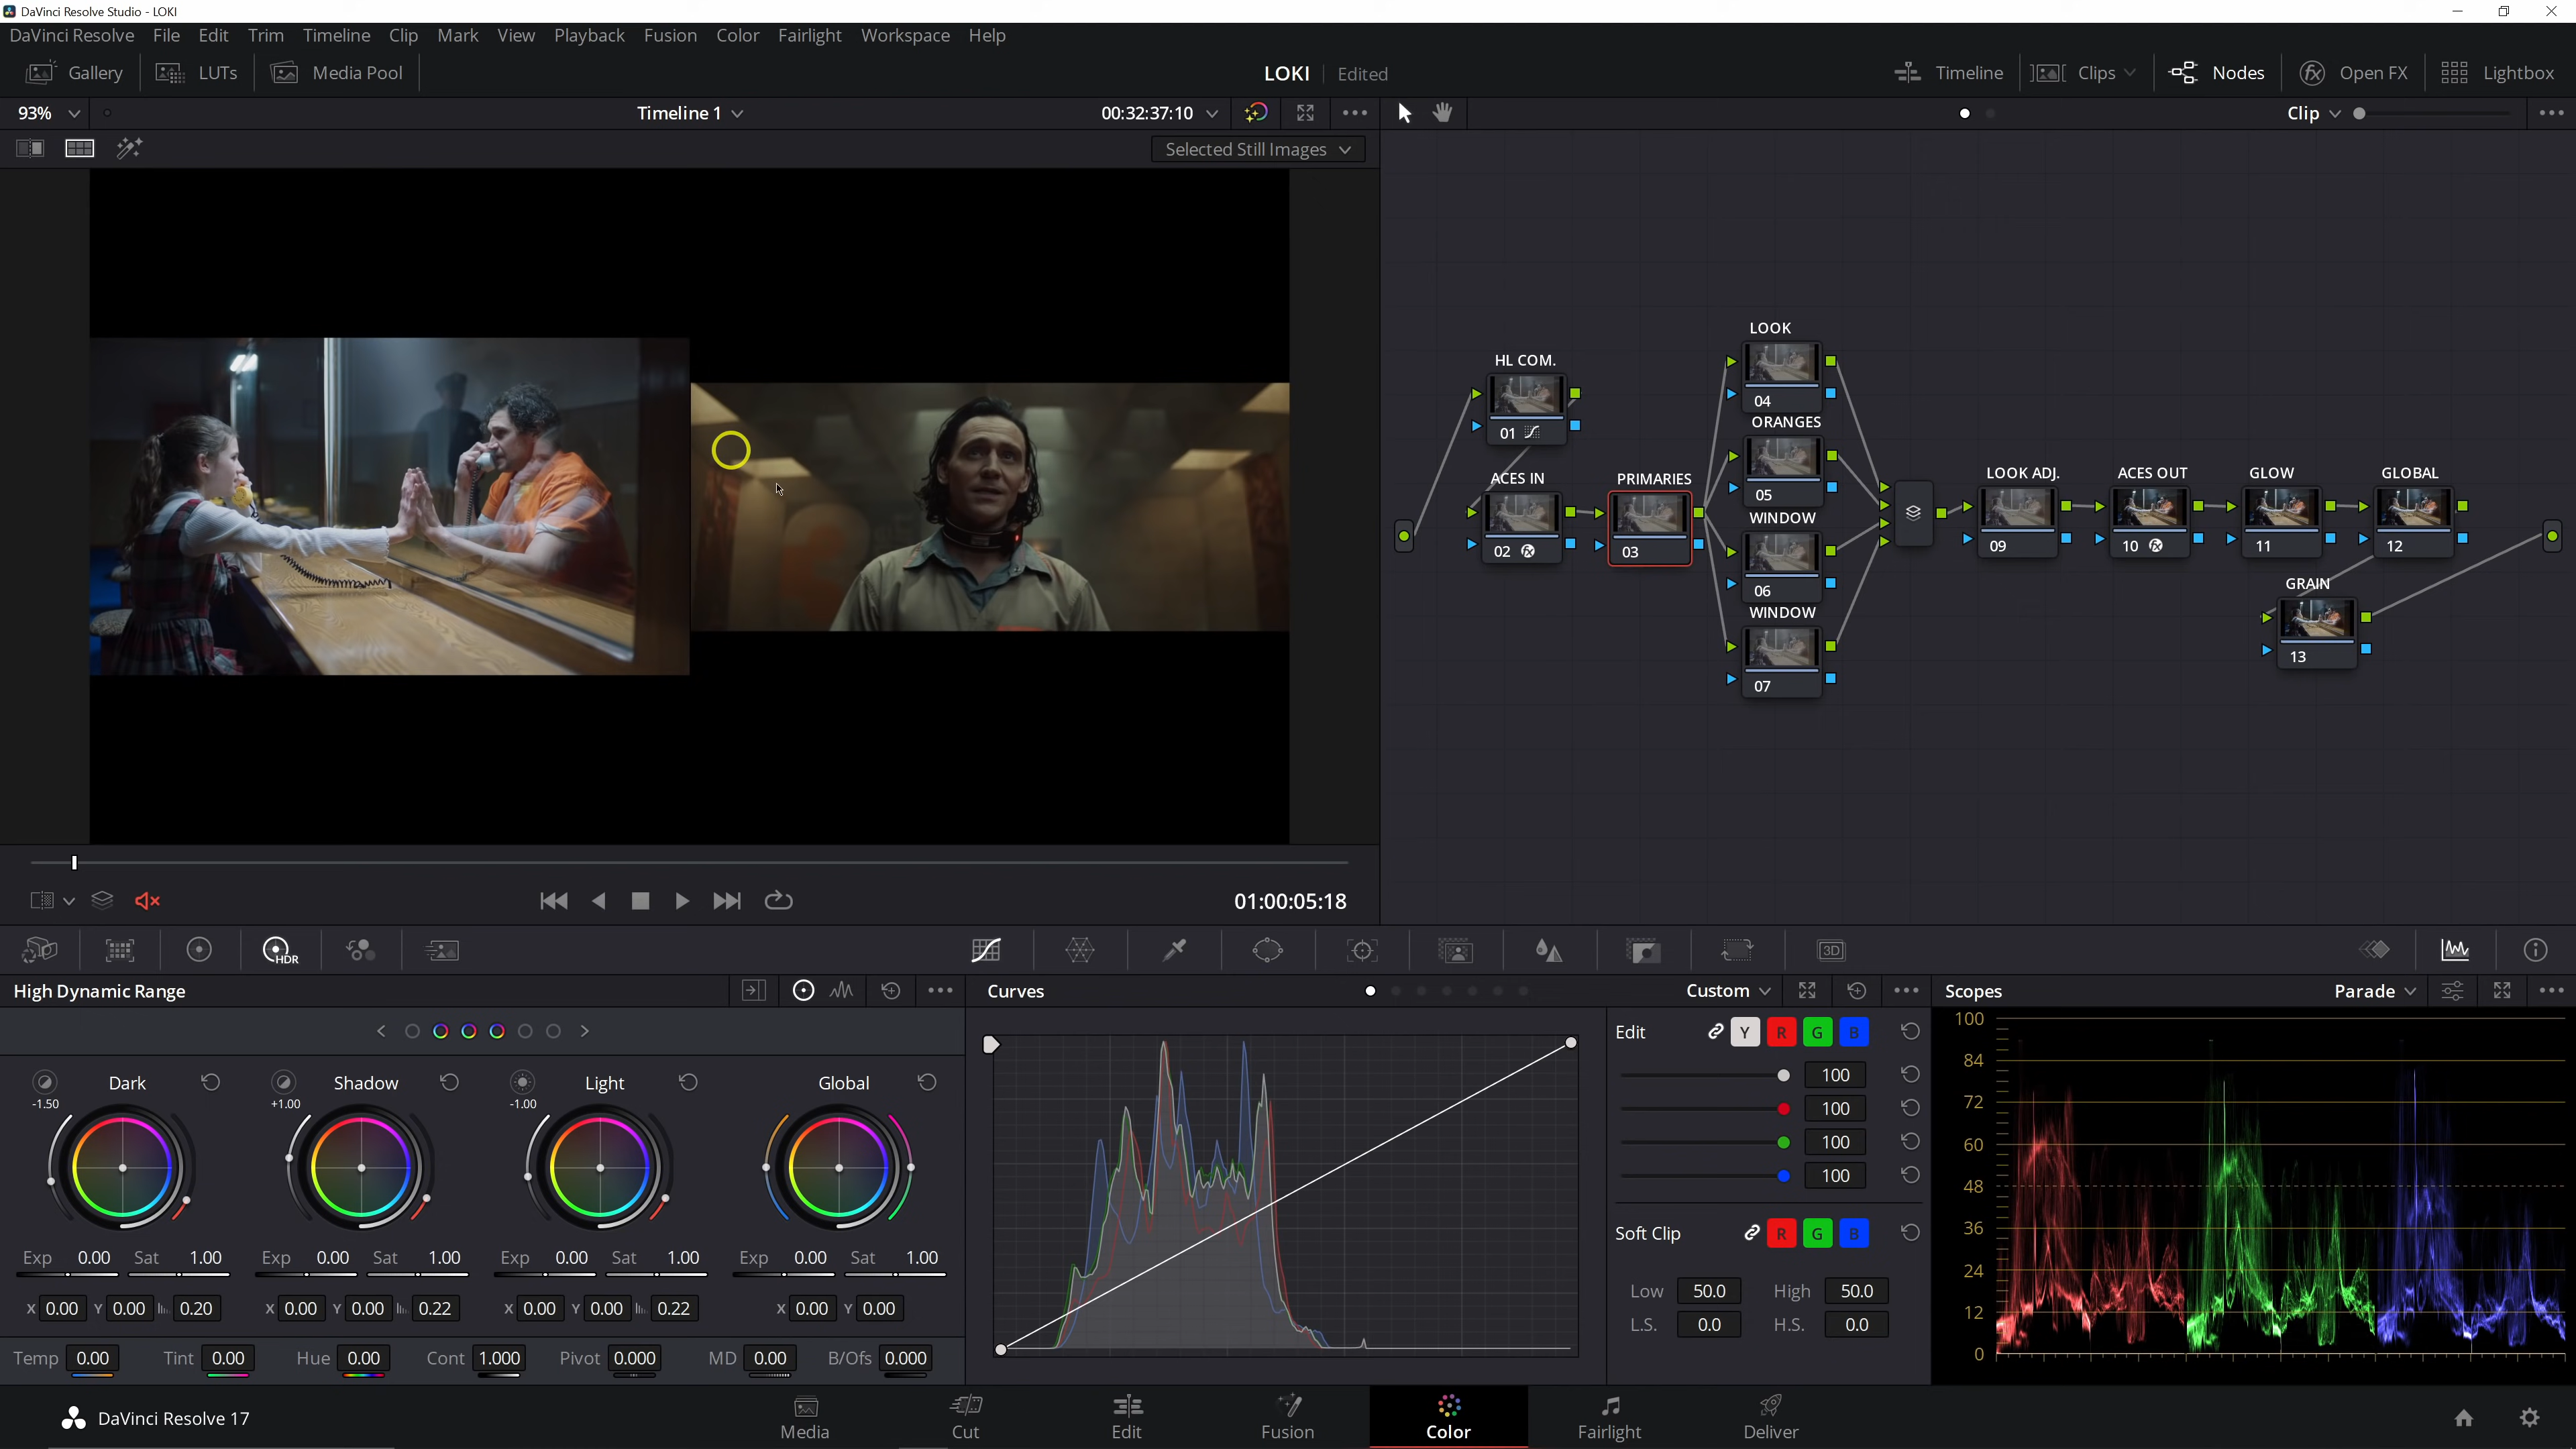 DaVinci Resolve Studio - LOKI
DaVinci Resolve File Edit Trim Timeline Clip Mark View Playback Fusion Color Fairlight Workspace Help
Gallery LUTs Media Pool LOKI Edited Timeline Clips Nodes Open FX Lightbox
93% Timeline 1 00:32:37:10 Clip
Selected Still Images
LOOK
04
HL COM.
01
ORANGES
05
ACES IN
02
PRIMARIES
03
WINDOW
06
WINDOW
07
LOOK ADJ.
09
ACES OUT
10
GLOW
11
GLOBAL
12
GRAIN
13
01:00:05:18
HDR
3D
High Dynamic Range
Dark Shadow Light Global
-1.50 +1.00 -1.00
Exp 0.00 Sat 1.00 Exp 0.00 Sat 1.00 Exp 0.00 Sat 1.00 Exp 0.00 Sat 1.00
X 0.00 Y 0.00 0.20 X 0.00 Y 0.00 0.22 X 0.00 Y 0.00 0.22 X 0.00 Y 0.00
Temp 0.00 Tint 0.00 Hue 0.00 Cont 1.000 Pivot 0.000 MD 0.00 B/Ofs 0.000
Curves Custom
Edit Y R G B
100
100
100
100
Soft Clip R G B
Low 50.0 High 50.0
L.S. 0.0 H.S. 0.0
Scopes Parade
100
84
72
60
48
36
24
12
0
DaVinci Resolve 17
Media Cut Edit Fusion Color Fairlight Deliver